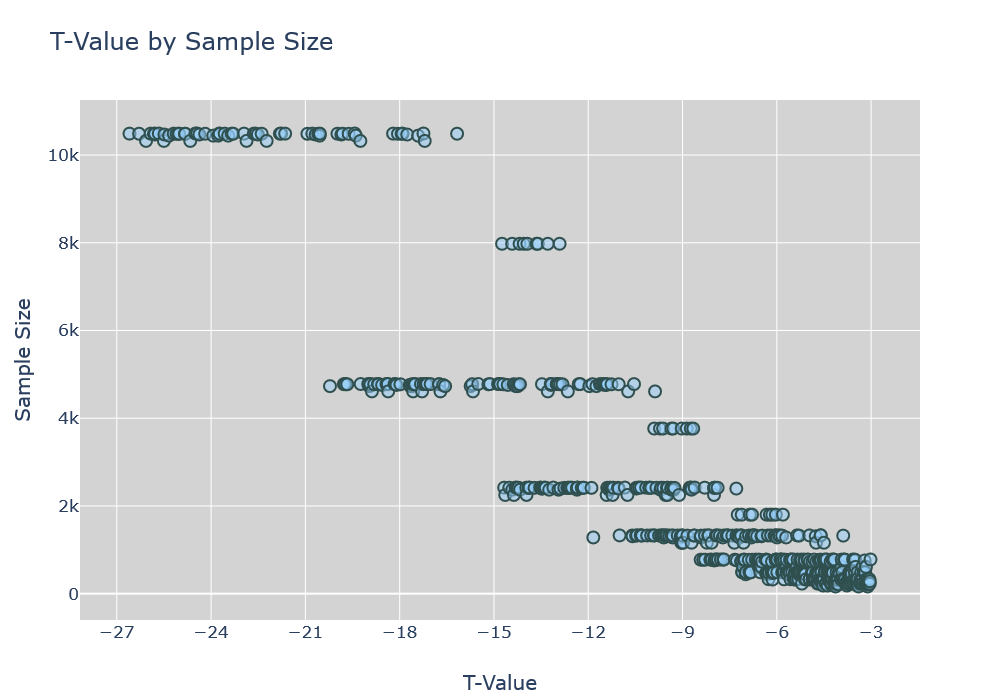 T-Value by Sample Size
Sample Size
10k
8k
6k
4k
2k
0
−27
−24
−21
−18
−15
−12
−9
−6
−3
T-Value